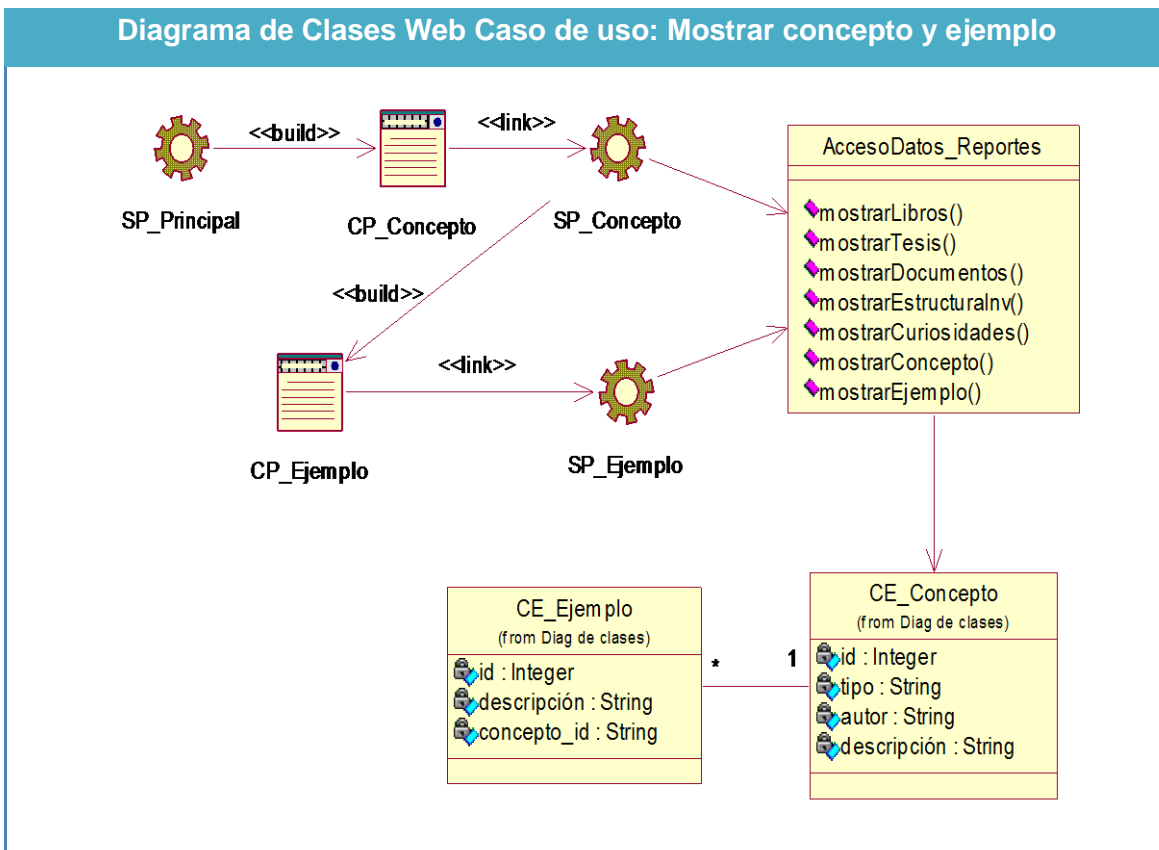 Diagrama de Clases Web Caso de uso: Mostrar concepto y ejemplo
<<build>>
<<link>>
SP_Principal
CP_Concepto
SP_Concepto
AccesoDatos_Reportes
mostrarLibros()
mostrarTesis()
mostrarDocumentos()
mostrarEstructuraInv()
mostrarCuriosidades()
mostrarConcepto()
mostrarEjemplo()
<<build>>
<<link>>
CP_Ejemplo
SP_Ejemplo
CE_Ejemplo
(from Diag de clases)
id : Integer
descripción : String
concepto_id : String
*
1
CE_Concepto
(from Diag de clases)
id : Integer
tipo : String
autor : String
descripción : String